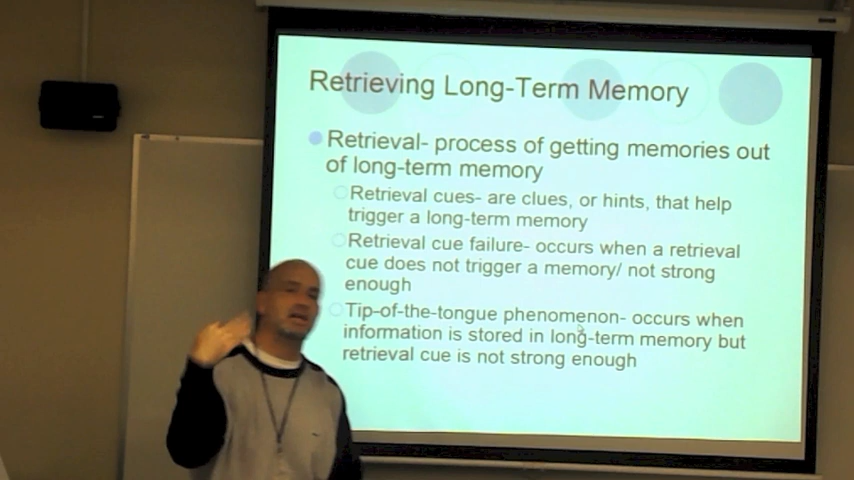 Retrieving Long-Term Memory
Retrieval- process of getting memories out
of long-term memory
Retrieval cues- are clues, or hints, that help
trigger a long-term memory
Retrieval cue failure- occurs when a retrieval
cue does not trigger a memory/ not strong
enough
Tip-of-the-tongue phenomenon- occurs when
information is stored in long-term memory but
retrieval cue is not strong enough